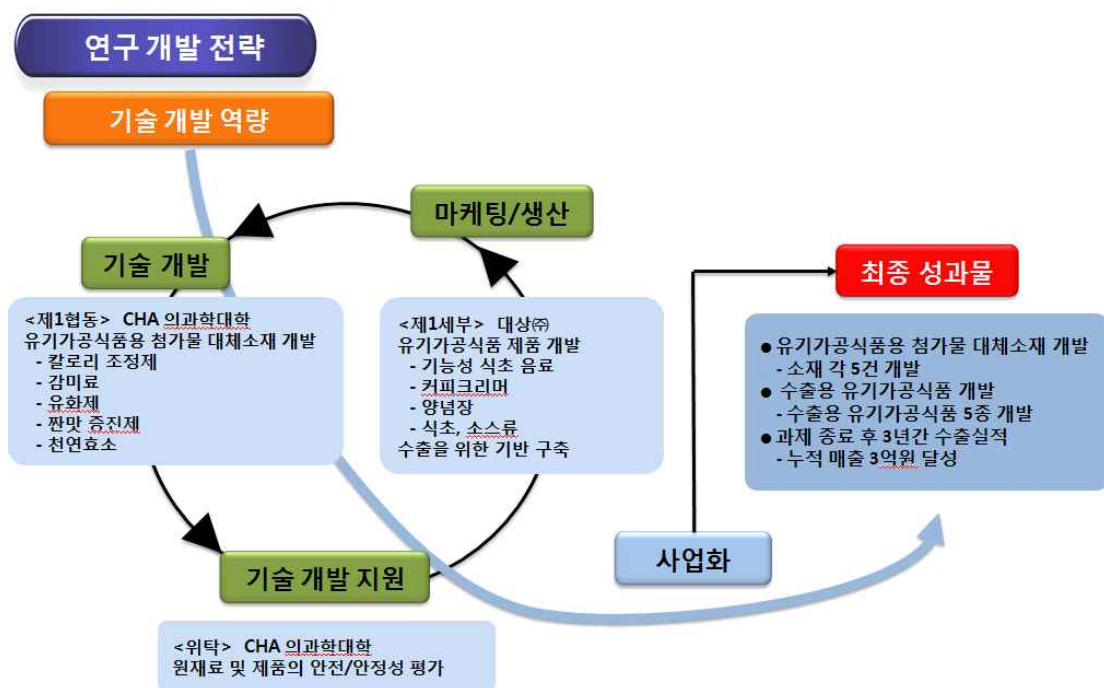 연구 개발 전략
기술 개발 역량
마케팅/생산
기술 개발
<제1협동> CHA 의과학대학
유기가공식품용 첨가물 대체소재 개발
- 칼로리 조정제
- 감미료
- 유화제
- 짠맛 증진제
- 천연효소
<제1세부> 대상㈜
유기가공식품 제품 개발
- 기능성 식초 음료
- 커피크리머
- 양념장
- 식초, 소스류
수출을 위한 기반 구축
기술 개발 지원
<위탁> CHA 의과학대학
원재료 및 제품의 안전/안정성 평가
사업화
최종 성과물
● 유기가공식품용 첨가물 대체소재 개발
- 소재 각 5건 개발
● 수출용 유기가공식품 개발
- 수출용 유기가공식품 5종 개발
● 과제 종료 후 3년간 수출실적
- 누적 매출 3억원 달성